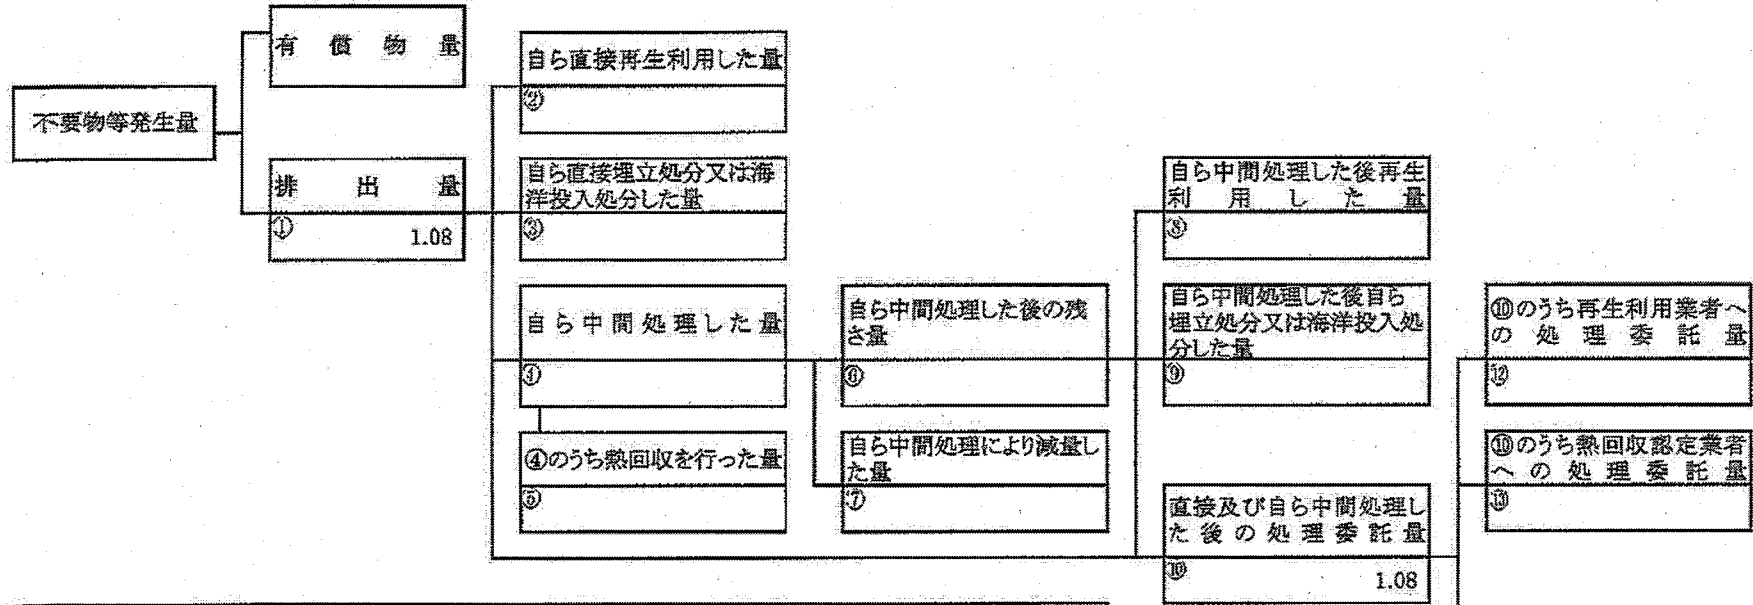 有償物量
不要物等発生量
排出量
①
1.08
自ら直接再生利用した量
②
自ら直接埋立処分又は海
洋投入処分した量
③
自ら中間処理した量
④
④のうち熱回収を行った量
⑤
自ら中間処理した後の残
さ量
⑥
自ら中間処理により減量し
た量
⑦
自ら中間処理した後再生
利用した量
⑧
自ら中間処理した後自ら
埋立処分又は海洋投入処
分した量
⑨
直接及び自ら中間処理し
た後の処理委託量
⑩
1.08
⑩のうち再生利用業者へ
の処理委託量
⑫
⑩のうち熱回収認定業者
への処理委託量
⑬